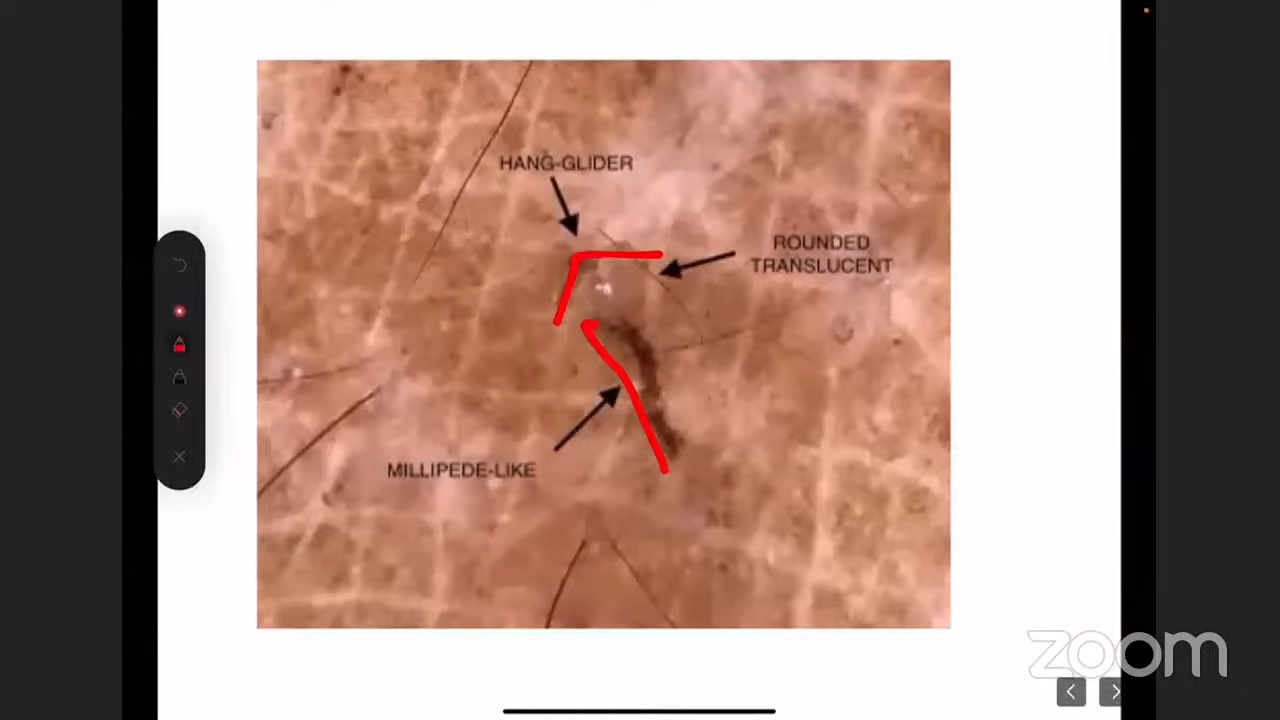 HANG-GLIDER
ROUNDED
TRANSLUCENT
MILLIPEDE-LIKE
zoom